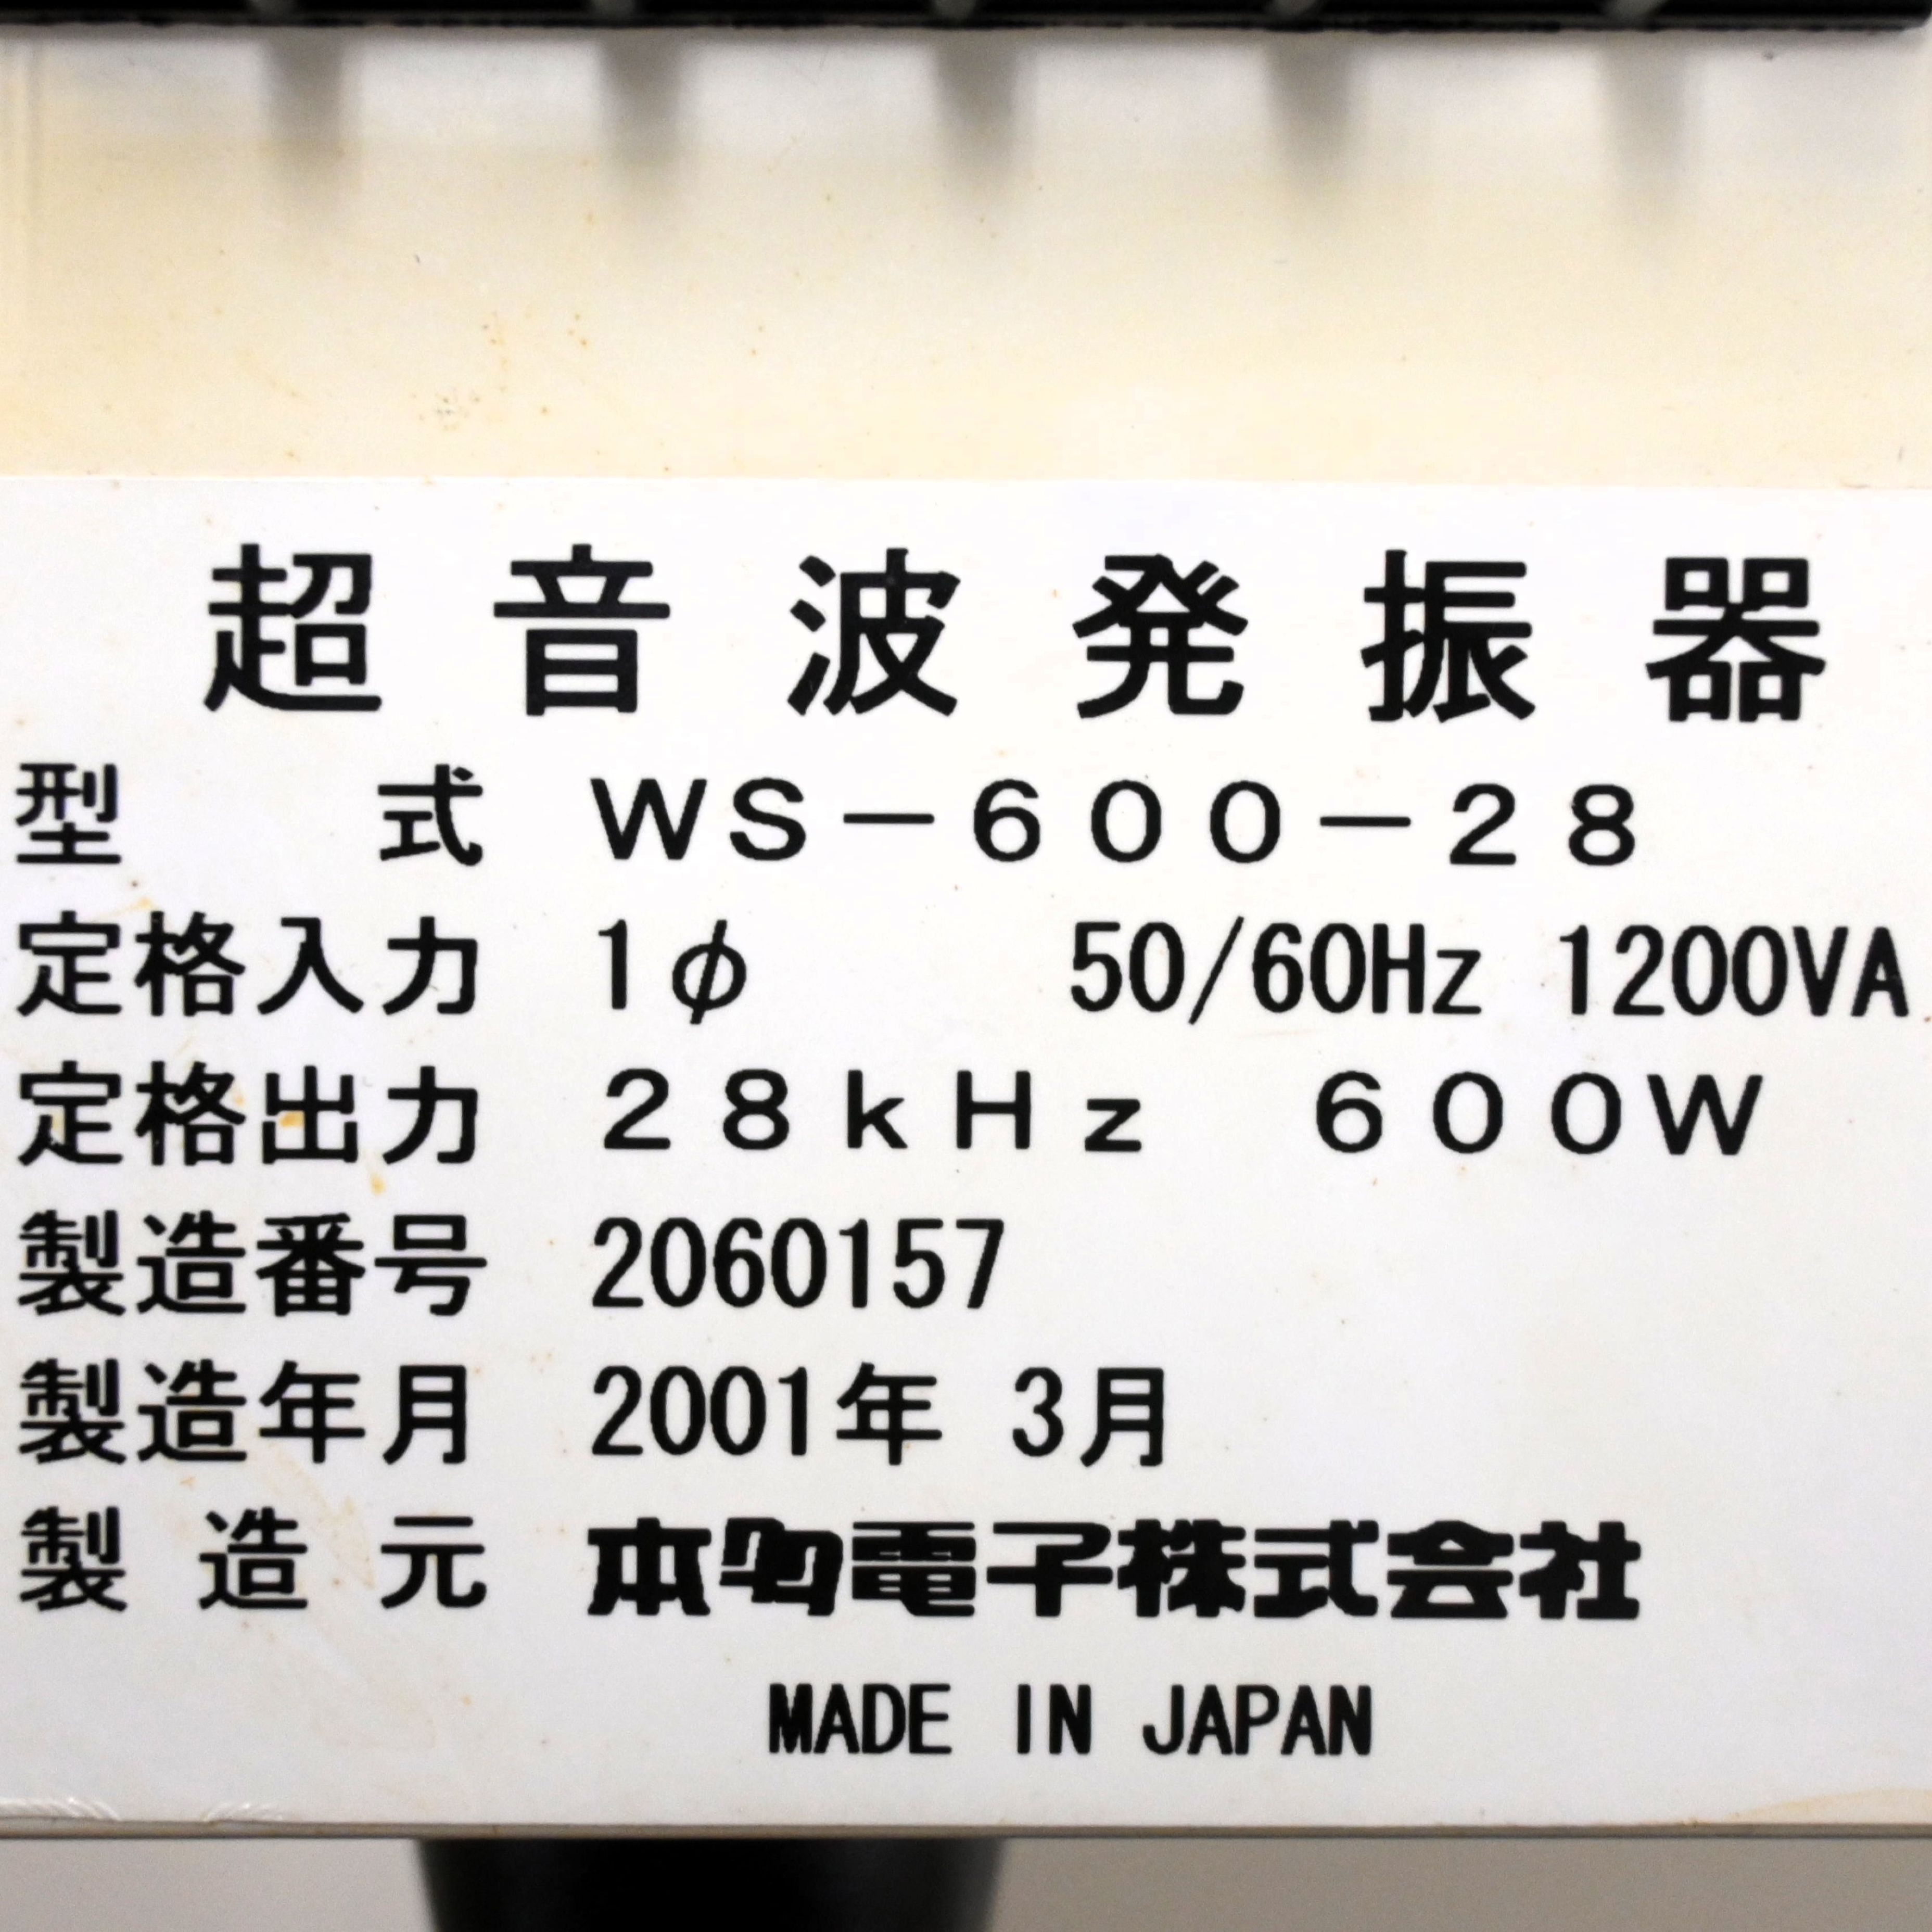 超音波発振器
型式 WS-600-28
定格入力 1φ 50/60Hz 1200VA
定格出力 28kHz 600W
製造番号 2060157
製造年月 2001年 3月
製造元 本多電子株式会社
MADE IN JAPAN